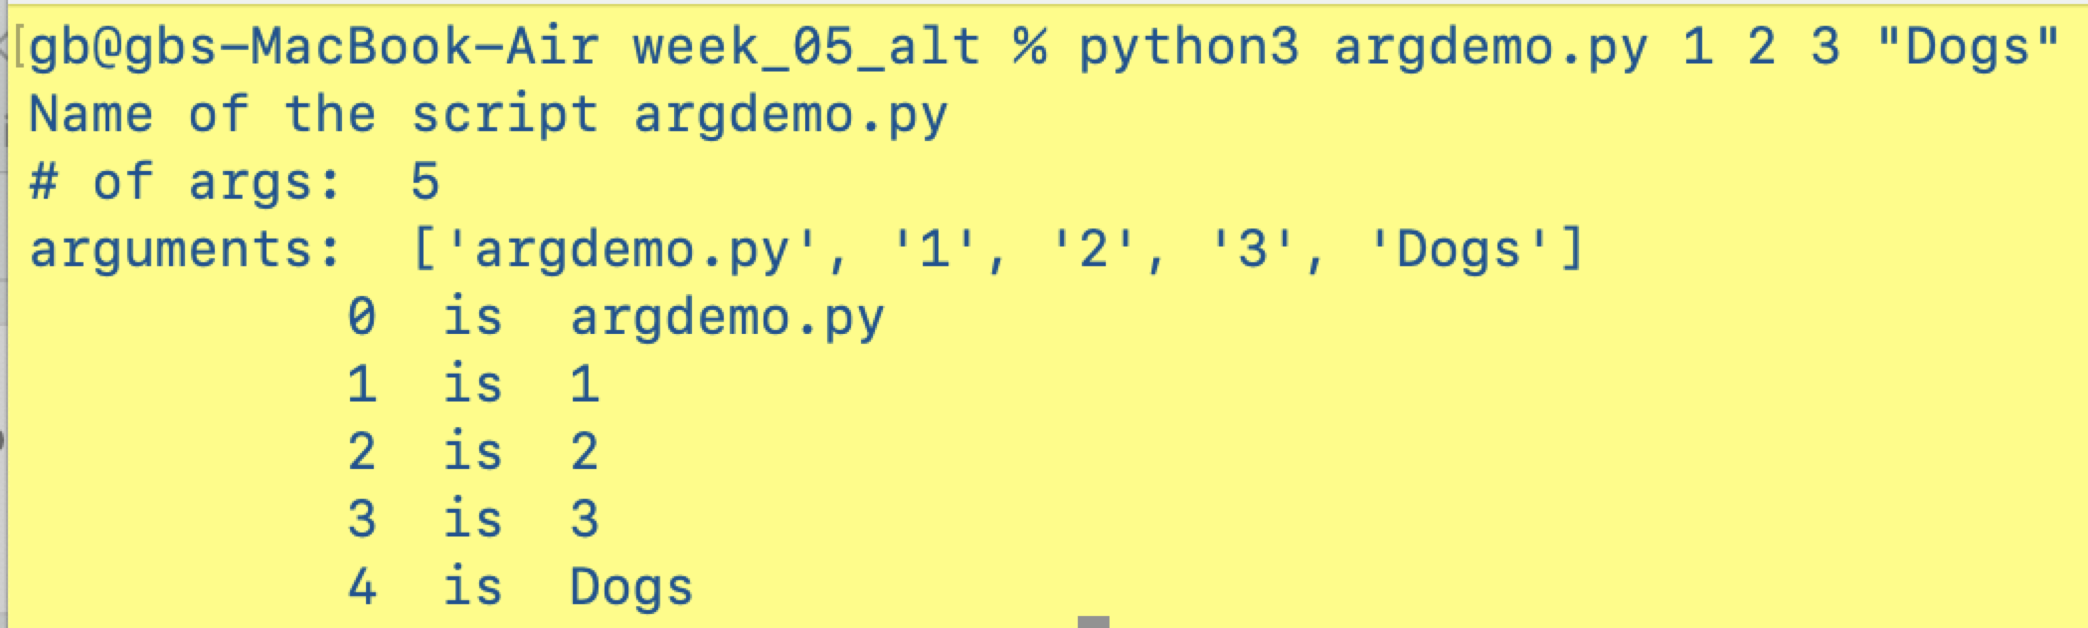 [gb@gbs-MacBook-Air week_05_alt % python3 argdemo.py 1 2 3 "Dogs"
Name of the script argdemo.py
# of args:  5
arguments:  ['argdemo.py', '1', '2', '3', 'Dogs']
          0  is  argdemo.py
          1  is  1
          2  is  2
          3  is  3
          4  is  Dogs